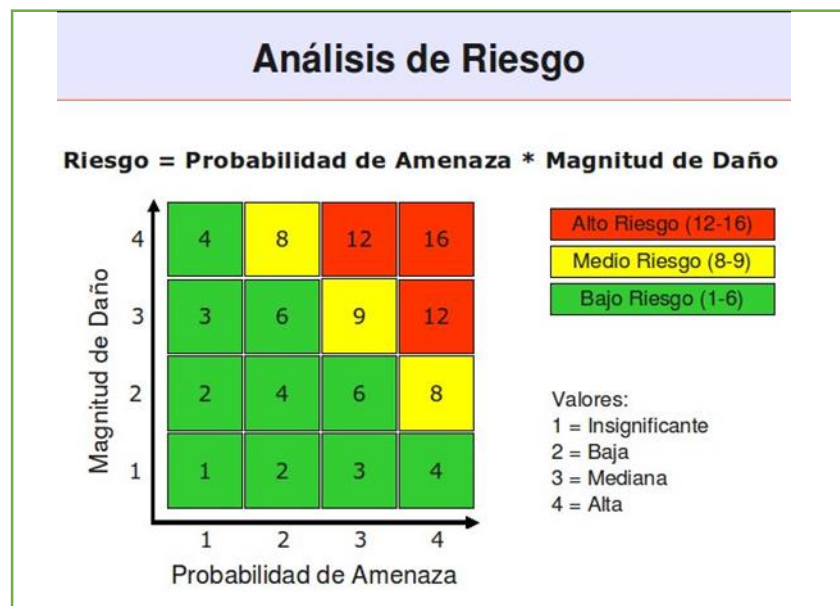 Análisis de Riesgo
Riesgo = Probabilidad de Amenaza * Magnitud de Daño
Magnitud de Daño
4 4 8 12 16
3 3 6 9 12
2 2 4 6 8
1 1 2 3 4
1 2 3 4
Probabilidad de Amenaza
Alto Riesgo (12-16)
Medio Riesgo (8-9)
Bajo Riesgo (1-6)
Valores:
1 = Insignificante
2 = Baja
3 = Mediana
4 = Alta